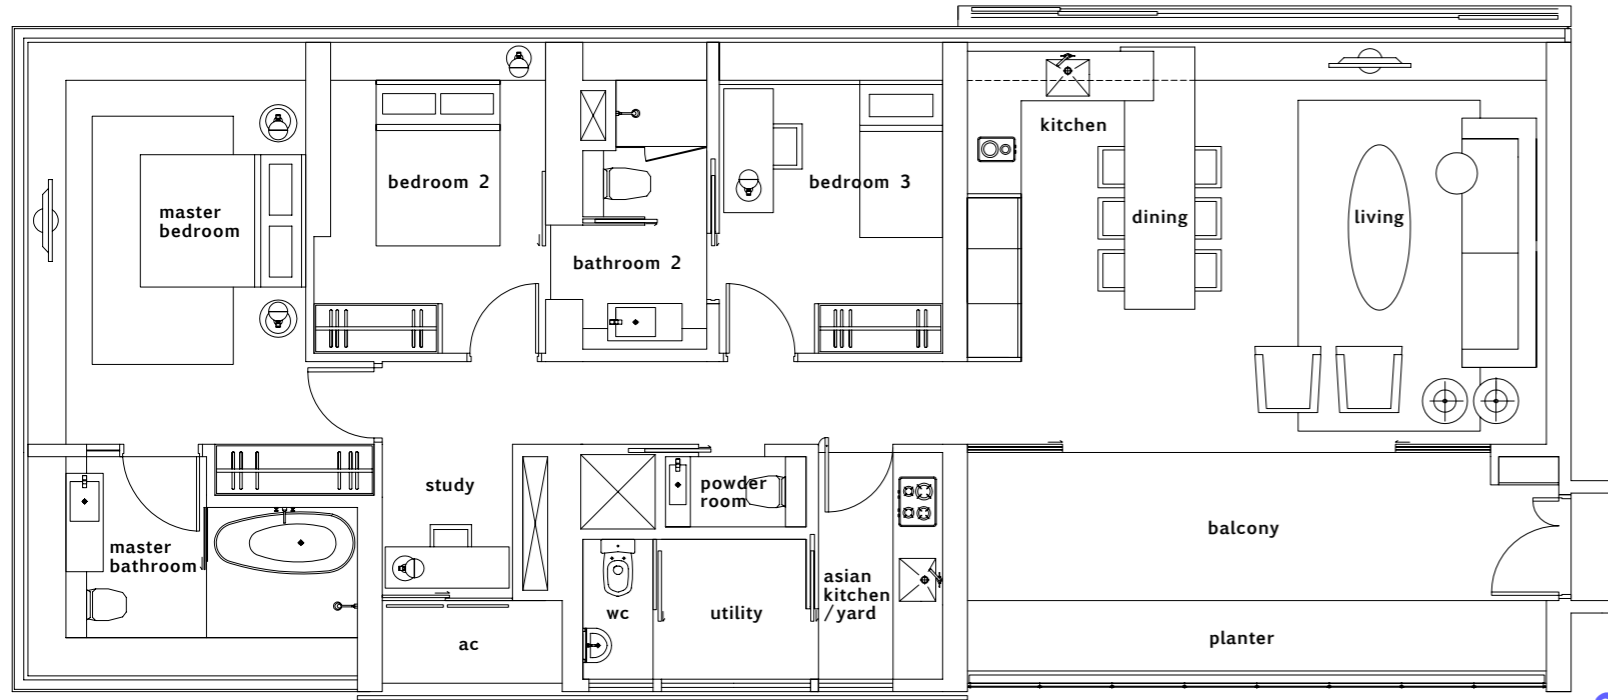 kitchen
bedroom 2
bedroom 3
master
bedroom
dining
living
bathroom 2
study
powder
room
balcony
master
bathroom
asian
kitchen
/yard
wc
utility
ac
planter